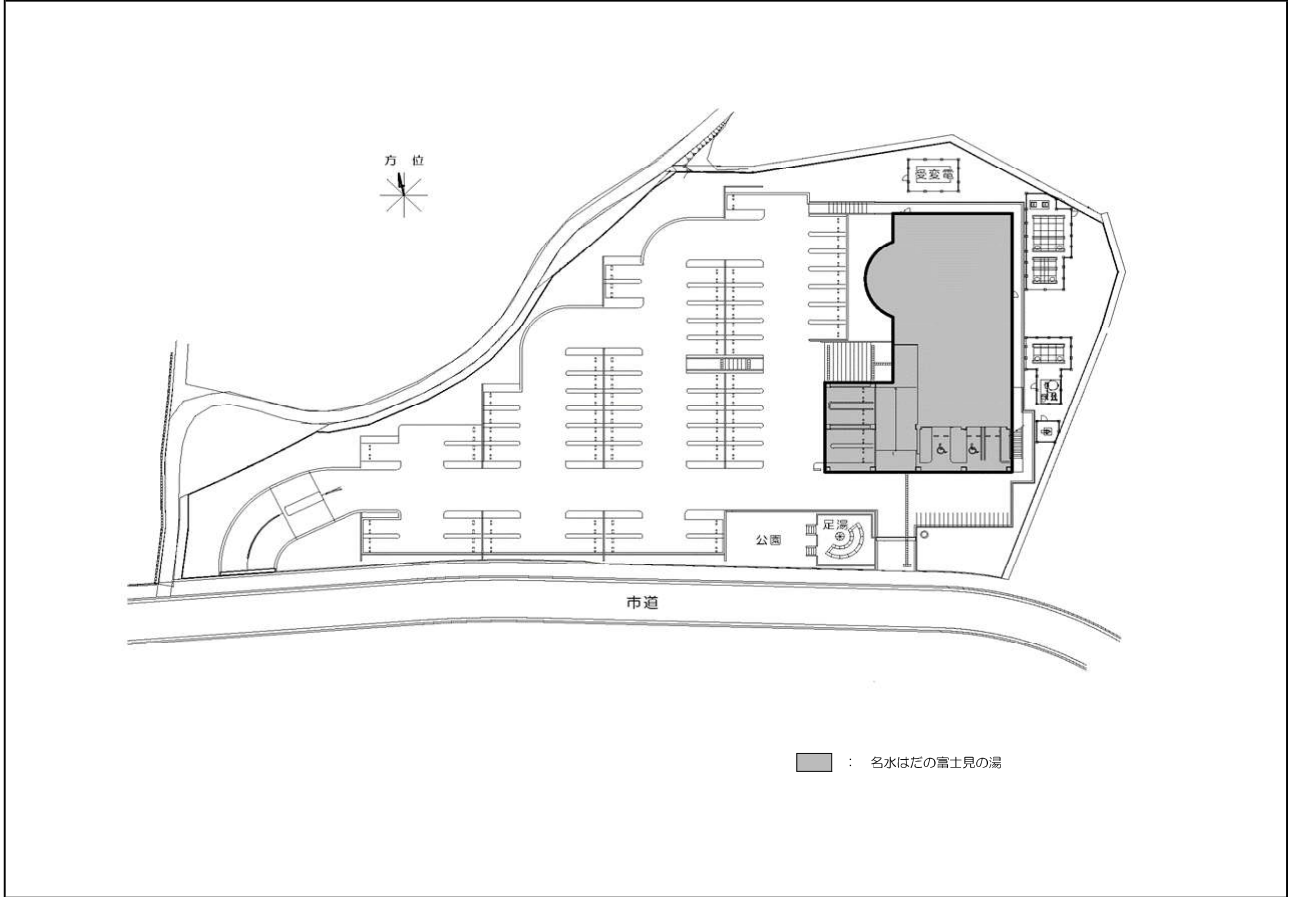 方 位
受変電
足湯
公園
市道
： 名水はだの富士見の湯